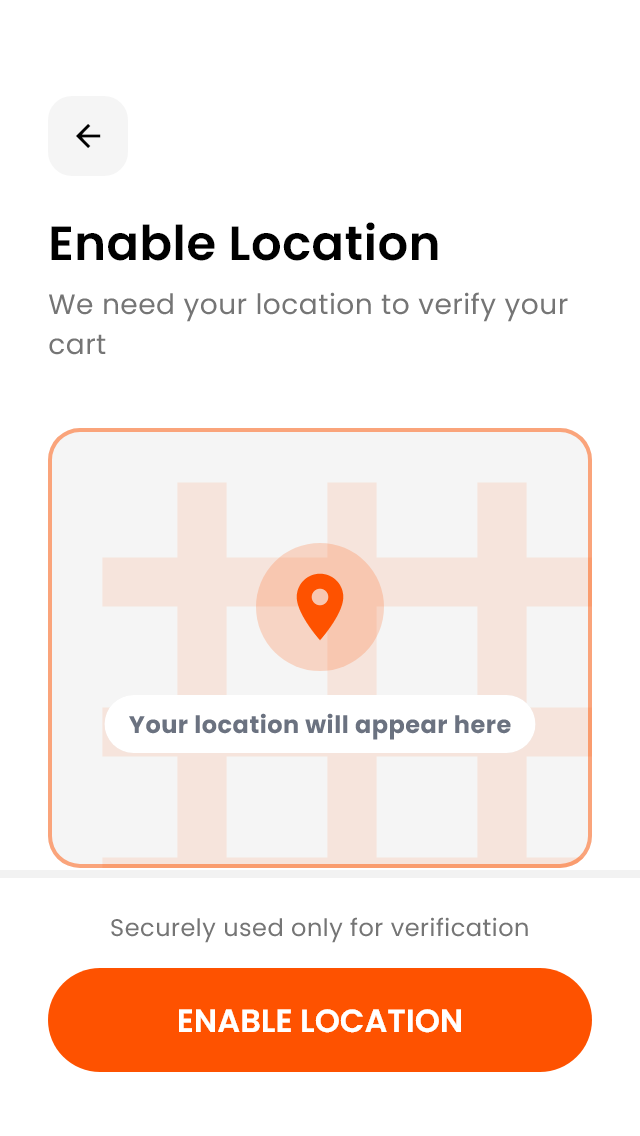 Enable Location
We need your location to verify your
cart
Your location will appear here
Securely used only for verification
ENABLE LOCATION